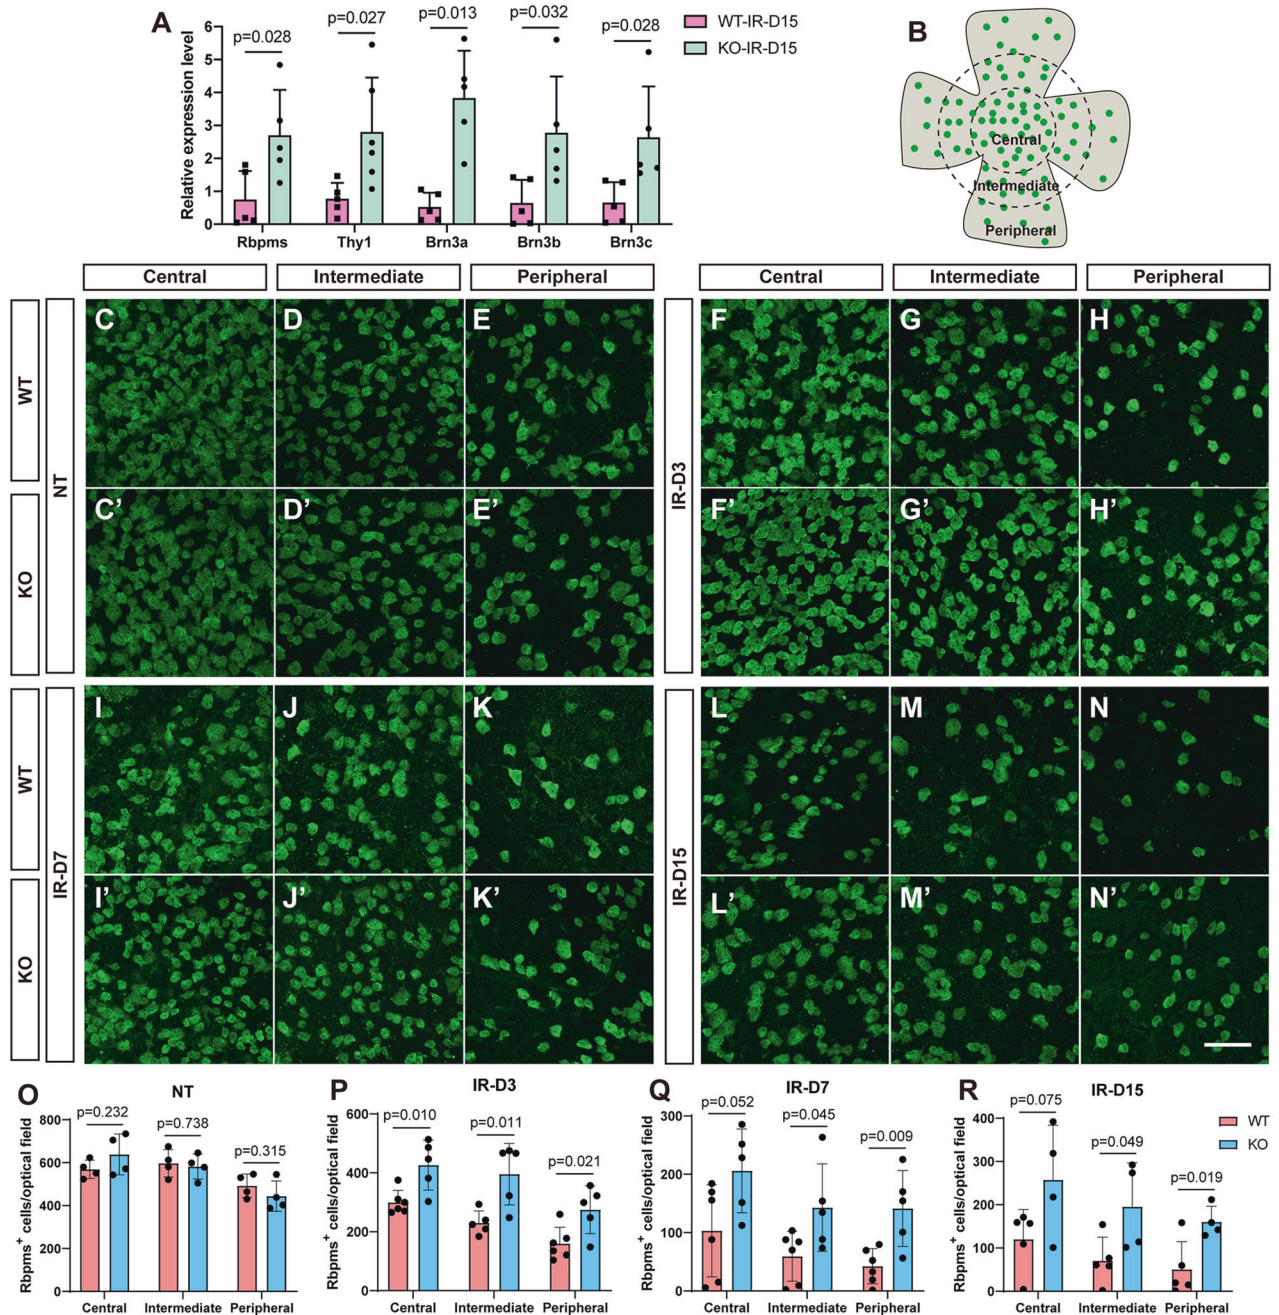 A
Relative expression level
6
5
4
3
2
1
0
p=0.028
p=0.027
p=0.013
p=0.032
p=0.028
Rbpms
Thy1
Brn3a
Brn3b
Brn3c
WT-IR-D15
KO-IR-D15
B
Central
Intermediate
Peripheral
Central
Intermediate
Peripheral
Central
Intermediate
Peripheral
NT
WT
C
D
E
KO
C’
D’
E’
IR-D3
F
G
H
F’
G’
H’
IR-D7
WT
I
J
K
KO
I’
J’
K’
IR-D15
L
M
N
L’
M’
N’
O
NT
Rbpms+ cells/optical field
800
600
400
200
0
p=0.232
p=0.738
p=0.315
Central
Intermediate
Peripheral
P
IR-D3
Rbpms+ cells/optical field
600
400
200
0
p=0.010
p=0.011
p=0.021
Central
Intermediate
Peripheral
Q
IR-D7
Rbpms+ cells/optical field
300
200
100
0
p=0.052
p=0.045
p=0.009
Central
Intermediate
Peripheral
R
IR-D15
Rbpms+ cells/optical field
400
300
200
100
0
p=0.075
p=0.049
p=0.019
Central
Intermediate
Peripheral
WT
KO